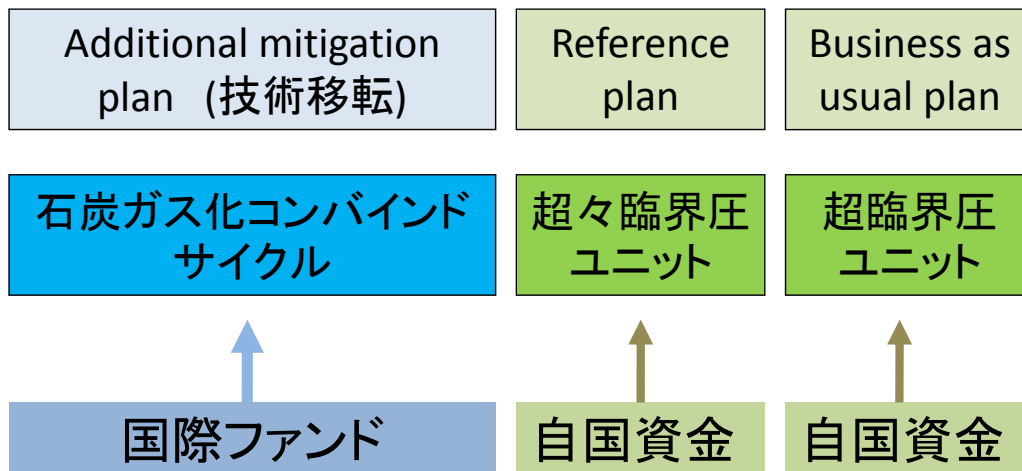 Additional mitigation
plan (技術移転)
Reference
plan
Business as
usual plan
石炭ガス化コンバインド
サイクル
超々臨界圧
ユニット
超臨界圧
ユニット
国際ファンド
自国資金
自国資金